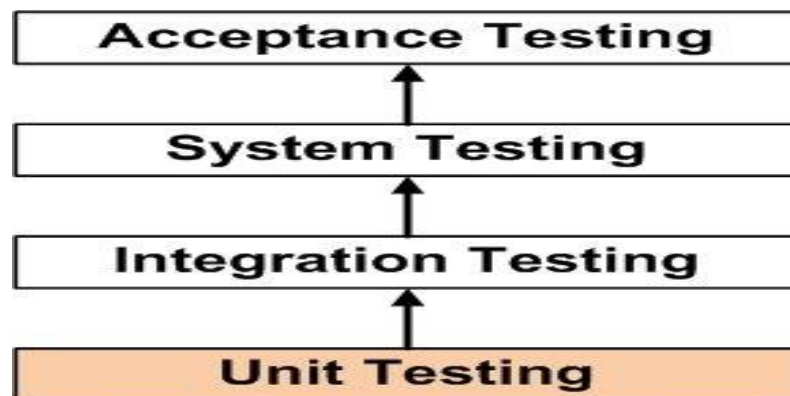 Acceptance Testing
System Testing
Integration Testing
Unit Testing